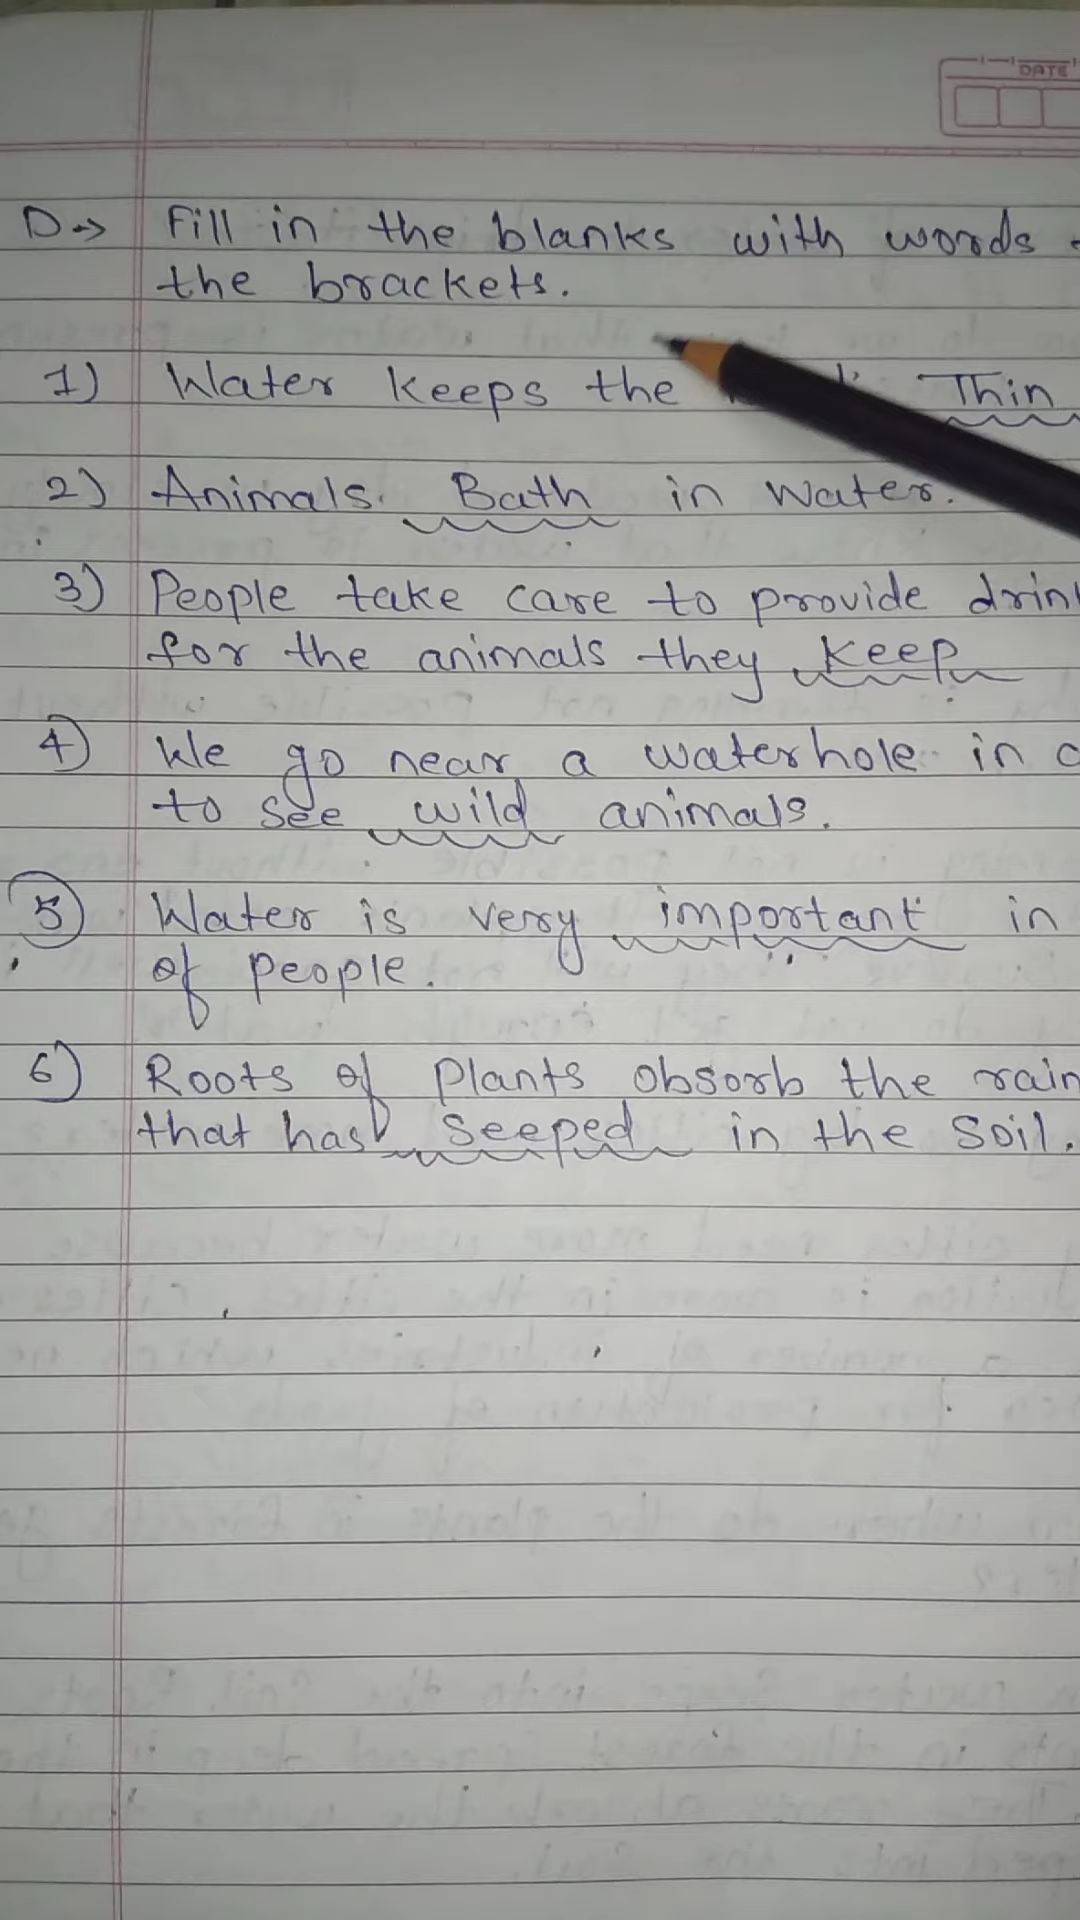 DATE
D→ Fill in the blanks with words
the brackets.
1) Water keeps the Thin
2) Animals Bath in Water.
3) People take care to provide drin
for the animals they keep
4) We go near a waterhole in
to see wild animals.
5) Water is very important in
of people.
6) Roots of Plants obsorb the rain
that has seeped in the soil.